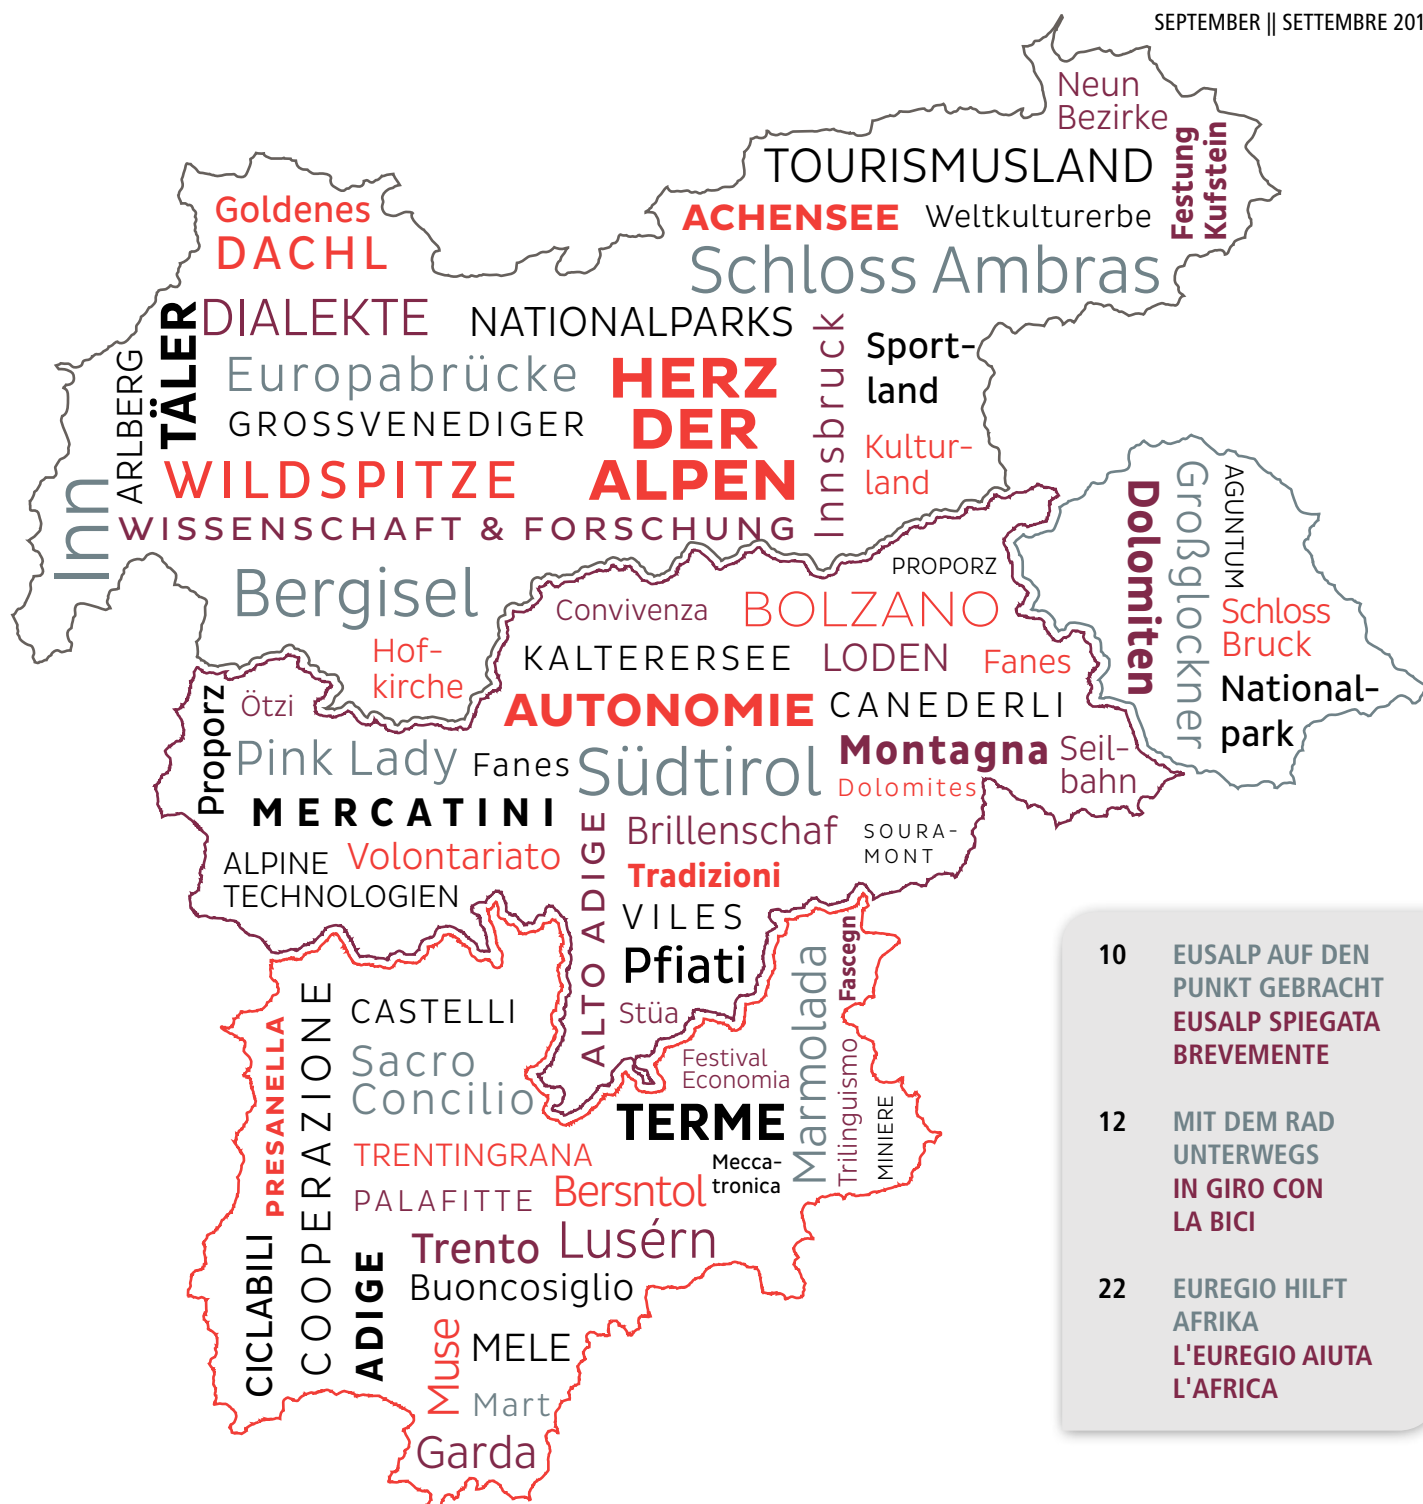 SEPTEMBER || SETTEMBRE 201
Neun
Bezirke
TOURISMUSLAND
Festung
Kufstein
Goldenes
DACHL
ACHENSEE
Weltkulturerbe
Schloss Ambras
TÄLER
DIALEKTE
NATIONALPARKS
Innsbruck
Sport-
land
ARLBERG
Europabrücke
HERZ
DER
ALPEN
GROSSVENEDIGER
Kultur-
land
WILDSPITZE
Inn
WISSENSCHAFT & FORSCHUNG
Bergisel
Hof-
kirche
Dolomiten
Großglockner
AGUNTUM
Schloss
Bruck
National-
park
PROPORZ
Convivenza
BOLZANO
KALTERERSEE
LODEN
Fanes
Proporz
Ötzi
AUTONOMIE
CANEDERLI
Pink Lady
Fanes
Südtirol
Montagna
Seil-
bahn
Dolomites
MERCATINI
ALTO ADIGE
Brillenschaf
SOURA-
MONT
ALPINE
TECHNOLOGIEN
Volontariato
Tradizioni
VILES
Pfiati
Stüa
Marmolada
Fascegn
PRESANELLA
COOPERAZIONE
CASTELLI
Sacro
Concilio
Festival
Economia
TERME
Trilinguismo
MINIERE
TRENTINGRANA
Mecca-
tronica
PALAFITTE
Bersntol
CICLABILI
ADIGE
Trento
Lusérn
Buoncosiglio
Muse
MELE
Mart
Garda
10
EUSALP AUF DEN
PUNKT GEBRACHT
EUSALP SPIEGATA
BREVEMENTE
12
MIT DEM RAD
UNTERWEGS
IN GIRO CON
LA BICI
22
EUREGIO HILFT
AFRIKA
L'EUREGIO AIUTA
L'AFRICA